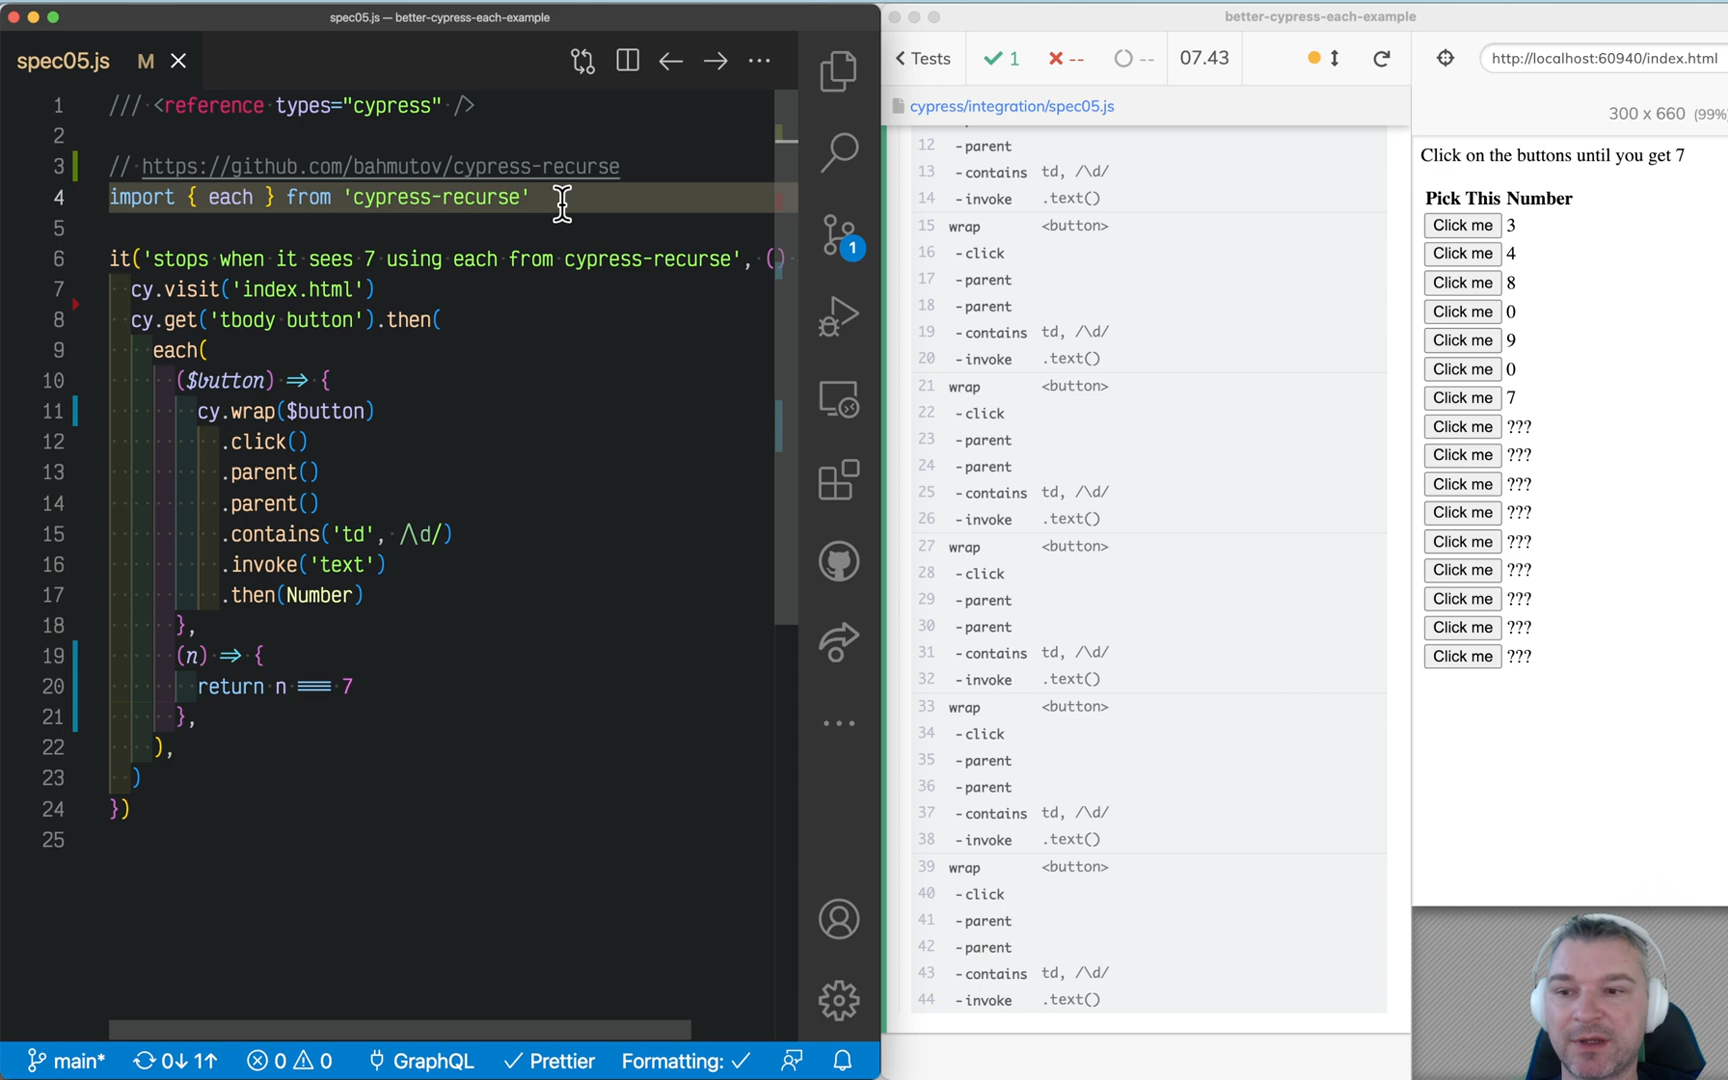 spec05.js — better-cypress-each-example
spec05.js M
1 /// <reference types="cypress" />
2
3 // https://github.com/bahmutov/cypress-recurse
4 import { each } from 'cypress-recurse'
5
6 it('stops when it sees 7 using each from cypress-recurse', ()
7 cy.visit('index.html')
8 cy.get('tbody button').then(
9 each(
10 ($button) => {
11 cy.wrap($button)
12 .click()
13 .parent()
14 .parent()
15 .contains('td', /\d/)
16 .invoke('text')
17 .then(Number)
18 },
19 (n) => {
20 return n === 7
21 },
22 ),
23 )
24 })
25
1
main* 0↓ 1↑ 0 0 GraphQL Prettier Formatting:
better-cypress-each-example
Tests 1 -- -- 07.43
cypress/integration/spec05.js
12 -parent
13 -contains td, /\d/
14 -invoke .text()
15 wrap <button>
16 -click
17 -parent
18 -parent
19 -contains td, /\d/
20 -invoke .text()
21 wrap <button>
22 -click
23 -parent
24 -parent
25 -contains td, /\d/
26 -invoke .text()
27 wrap <button>
28 -click
29 -parent
30 -parent
31 -contains td, /\d/
32 -invoke .text()
33 wrap <button>
34 -click
35 -parent
36 -parent
37 -contains td, /\d/
38 -invoke .text()
39 wrap <button>
40 -click
41 -parent
42 -parent
43 -contains td, /\d/
44 -invoke .text()
http://localhost:60940/index.html
300 x 660 (99%
Click on the buttons until you get 7
Pick This Number
Click me 3
Click me 4
Click me 8
Click me 0
Click me 9
Click me 0
Click me 7
Click me ???
Click me ???
Click me ???
Click me ???
Click me ???
Click me ???
Click me ???
Click me ???
Click me ???